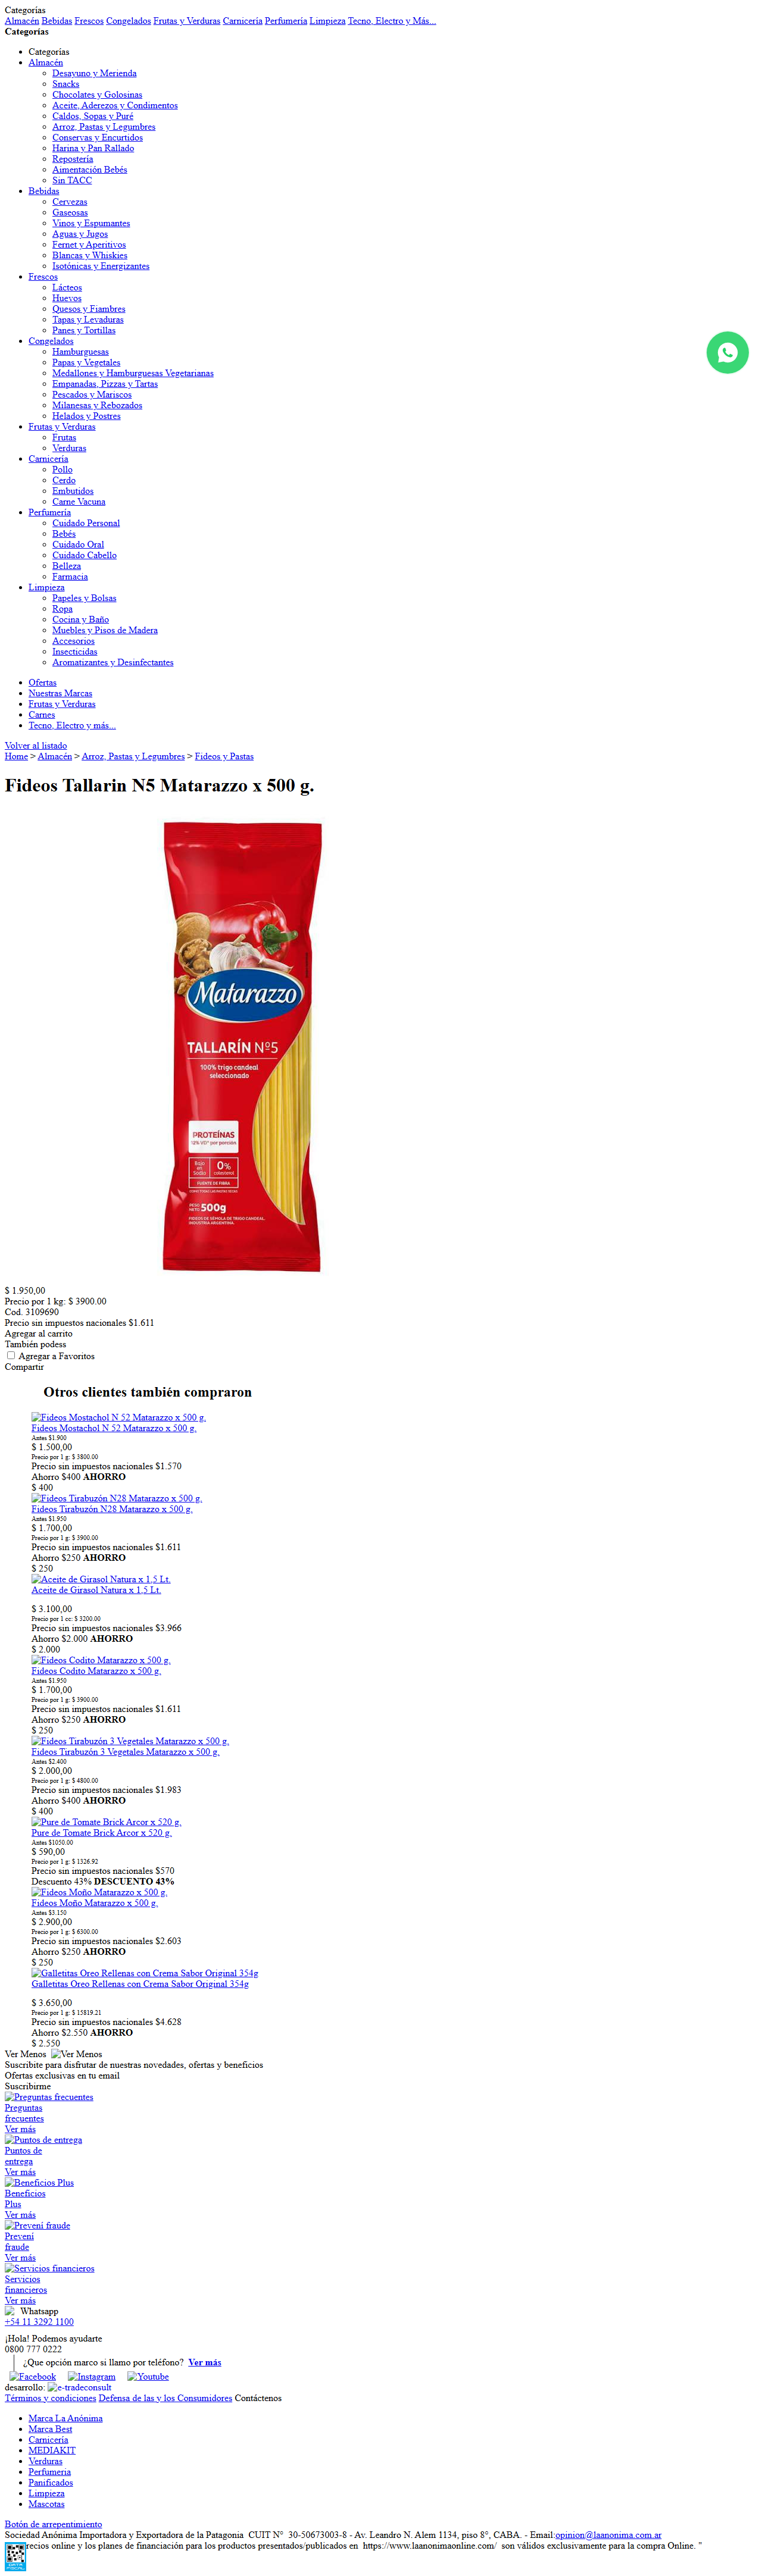 Categorías
Almacén Bebidas Frescos Congelados Frutas y Verduras Carnicería Perfumería Limpieza Tecno, Electro y Más...
Categorías
Categorías
Almacén
Desayuno y Merienda
Snacks
Chocolates y Golosinas
Aceite, Aderezos y Condimentos
Caldos, Sopas y Puré
Arroz, Pastas y Legumbres
Conservas y Encurtidos
Harina y Pan Rallado
Repostería
Aimentación Bebés
Sin TACC
Bebidas
Cervezas
Gaseosas
Vinos y Espumantes
Aguas y Jugos
Fernet y Aperitivos
Blancas y Whiskies
Isotónicas y Energizantes
Frescos
Lácteos
Huevos
Quesos y Fiambres
Tapas y Levaduras
Panes y Tortillas
Congelados
Hamburguesas
Papas y Vegetales
Medallones y Hamburguesas Vegetarianas
Empanadas, Pizzas y Tartas
Pescados y Mariscos
Milanesas y Rebozados
Helados y Postres
Frutas y Verduras
Frutas
Verduras
Carnicería
Pollo
Cerdo
Embutidos
Carne Vacuna
Perfumería
Cuidado Personal
Bebés
Cuidado Oral
Cuidado Cabello
Belleza
Farmacia
Limpieza
Papeles y Bolsas
Ropa
Cocina y Baño
Muebles y Pisos de Madera
Accesorios
Insecticidas
Aromatizantes y Desinfectantes
Ofertas
Nuestras Marcas
Frutas y Verduras
Carnes
Tecno, Electro y más...
Volver al listado
Home > Almacén > Arroz, Pastas y Legumbres > Fideos y Pastas
Fideos Tallarin N5 Matarazzo x 500 g.
Matarazzo
TALLARÍN Nº5
100% trigo candeal
seleccionado
PROTEÍNAS
12% VD* por porción
Bajo en Sodio
0% colesterol
FUENTE DE FIBRA
PESO NETO 500g
FIDEOS DE SÉMOLA DE TRIGO CANDEAL.
INDUSTRIA ARGENTINA.
$ 1.950,00
Precio por 1 kg: $ 3900.00
Cod. 3109690
Precio sin impuestos nacionales $1.611
Agregar al carrito
También podess
Agregar a Favoritos
Compartir
Otros clientes también compraron
Fideos Mostachol N 52 Matarazzo x 500 g.
Fideos Mostachol N 52 Matarazzo x 500 g.
Antes $1.900
$ 1.500,00
Precio por 1 g: $ 3800.00
Precio sin impuestos nacionales $1.570
Ahorro $400 AHORRO
$ 400
Fideos Tirabuzón N28 Matarazzo x 500 g.
Fideos Tirabuzón N28 Matarazzo x 500 g.
Antes $1.950
$ 1.700,00
Precio por 1 g: $ 3900.00
Precio sin impuestos nacionales $1.611
Ahorro $250 AHORRO
$ 250
Aceite de Girasol Natura x 1,5 Lt.
Aceite de Girasol Natura x 1,5 Lt.
$ 3.100,00
Precio por 1 cc: $ 3200.00
Precio sin impuestos nacionales $3.966
Ahorro $2.000 AHORRO
$ 2.000
Fideos Codito Matarazzo x 500 g.
Fideos Codito Matarazzo x 500 g.
Antes $1.950
$ 1.700,00
Precio por 1 g: $ 3900.00
Precio sin impuestos nacionales $1.611
Ahorro $250 AHORRO
$ 250
Fideos Tirabuzón 3 Vegetales Matarazzo x 500 g.
Fideos Tirabuzón 3 Vegetales Matarazzo x 500 g.
Antes $2.400
$ 2.000,00
Precio por 1 g: $ 4800.00
Precio sin impuestos nacionales $1.983
Ahorro $400 AHORRO
$ 400
Pure de Tomate Brick Arcor x 520 g.
Pure de Tomate Brick Arcor x 520 g.
Antes $1050.00
$ 590,00
Precio por 1 g: $ 1326.92
Precio sin impuestos nacionales $570
Descuento 43% DESCUENTO 43%
Fideos Moño Matarazzo x 500 g.
Fideos Moño Matarazzo x 500 g.
Antes $3.150
$ 2.900,00
Precio por 1 g: $ 6300.00
Precio sin impuestos nacionales $2.603
Ahorro $250 AHORRO
$ 250
Galletitas Oreo Rellenas con Crema Sabor Original 354g
Galletitas Oreo Rellenas con Crema Sabor Original 354g
$ 3.650,00
Precio por 1 g: $ 15819.21
Precio sin impuestos nacionales $4.628
Ahorro $2.550 AHORRO
$ 2.550
Ver Menos Ver Menos
Suscribite para disfrutar de nuestras novedades, ofertas y beneficios
Ofertas exclusivas en tu email
Suscribirme
Preguntas frecuentes
Preguntas
frecuentes
Ver más
Puntos de entrega
Puntos de
entrega
Ver más
Beneficios Plus
Beneficios
Plus
Ver más
Prevení fraude
Prevení
fraude
Ver más
Servicios financieros
Servicios
financieros
Ver más
Whatsapp
+54 11 3292 1100
¡Hola! Podemos ayudarte
0800 777 0222
¿Que opción marco si llamo por teléfono? Ver más
Facebook Instagram Youtube
desarrollo: e-tradeconsult
Términos y condiciones Defensa de las y los Consumidores Contáctenos
Marca La Anónima
Marca Best
Carnicería
MEDIAKIT
Verduras
Perfumeria
Panificados
Limpieza
Mascotas
Botón de arrepentimiento
Sociedad Anónima Importadora y Exportadora de la Patagonia CUIT N° 30-50673003-8 - Av. Leandro N. Alem 1134, piso 8°, CABA. - Email:opinion@laanonima.com.ar
recios online y los planes de financiación para los productos presentados/publicados en https://www.laanonimaonline.com/ son válidos exclusivamente para la compra Online. "
DATA FISCAL